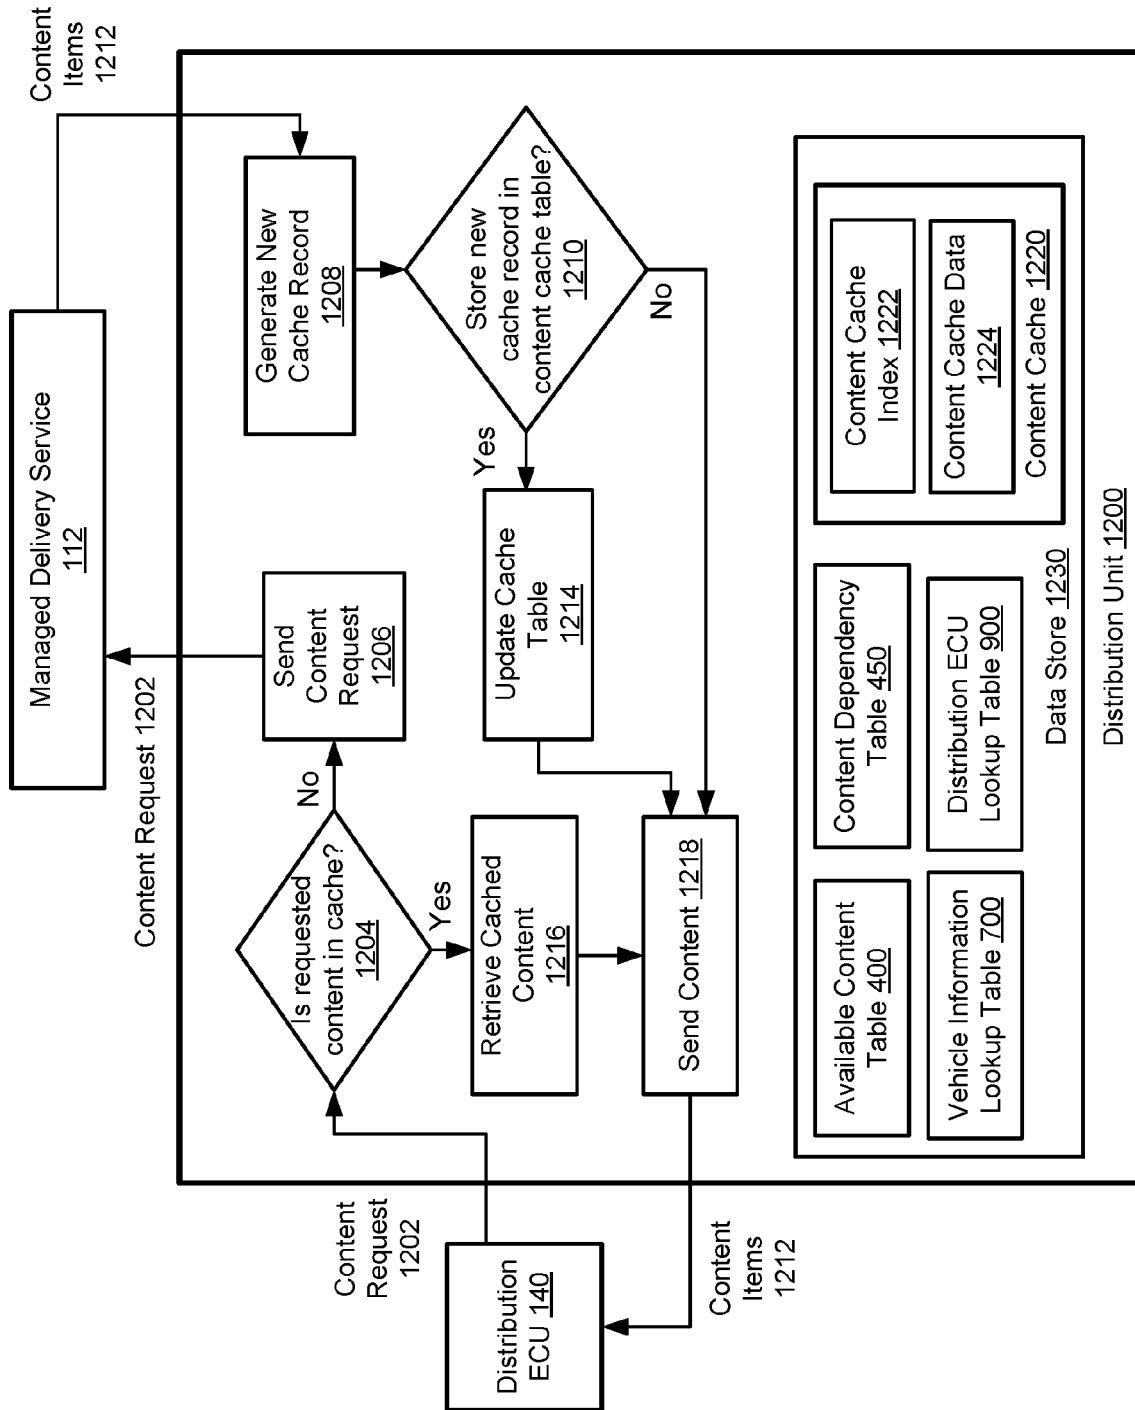 Managed Delivery Service
112
Content Request 1202
Content
Items
1212
Distribution
ECU 140
Content
Request
1202
Content
Items
1212
Is requested
content in cache?
1204
No
Yes
Send
Content
Request
1206
Generate New
Cache Record
1208
Retrieve Cached
Content
1216
Update Cache
Table
1214
Yes
Store new
cache record in
content cache table?
1210
No
Send Content 1218
Available Content
Table 400
Content Dependency
Table 450
Content Cache
Index 1222
Vehicle Information
Lookup Table 700
Distribution ECU
Lookup Table 900
Content Cache Data
1224
Content Cache 1220
Data Store 1230
Distribution Unit 1200